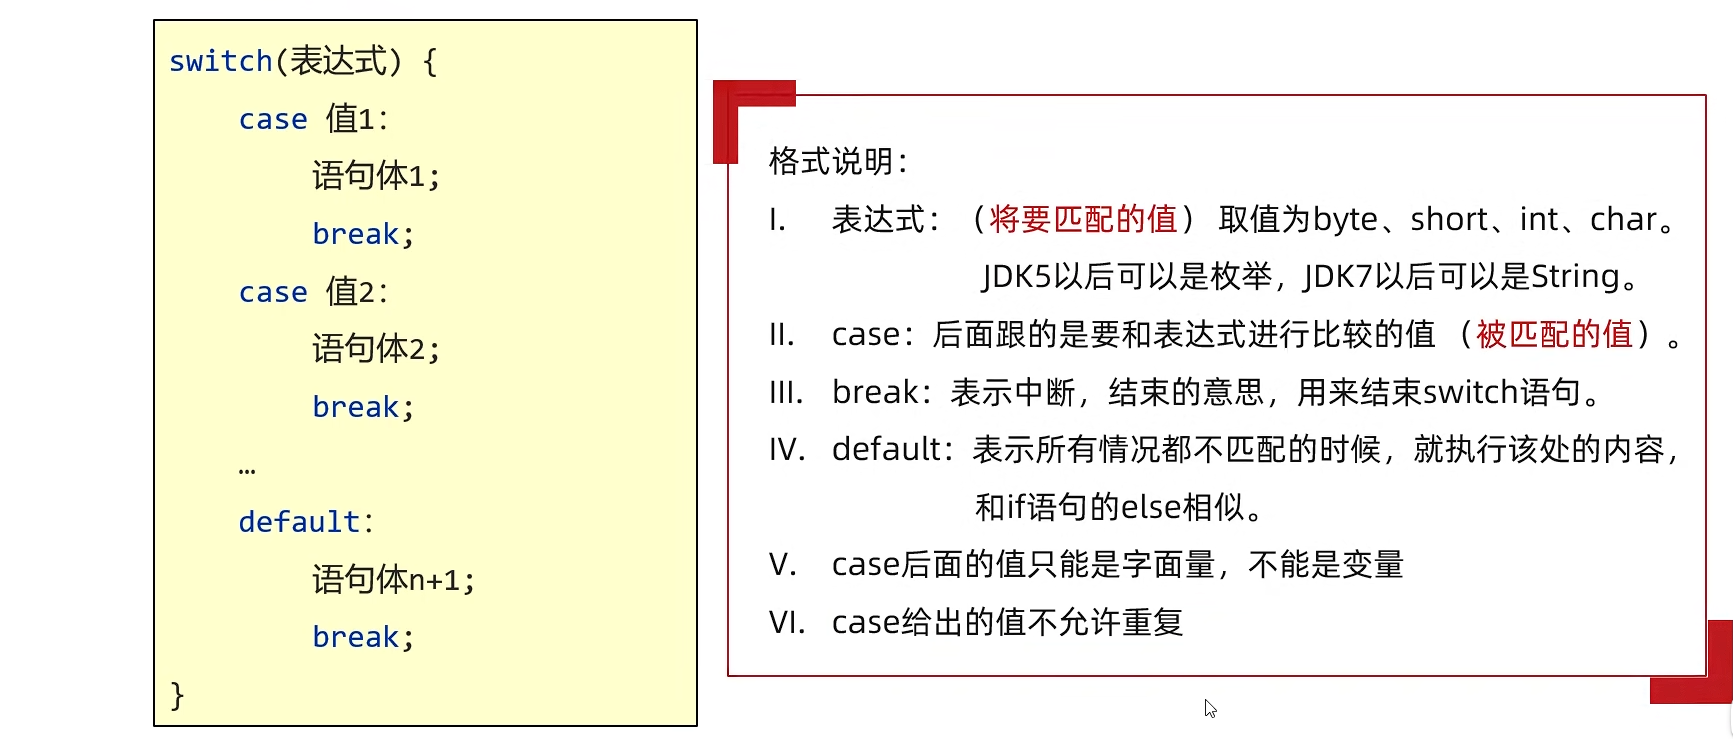 switch(表达式) {
case 值1：
语句体1;
break;
case 值2：
语句体2;
break;
…
default：
语句体n+1;
break;
}
格式说明：
I. 表达式：（将要匹配的值）取值为byte、short、int、char。
JDK5以后可以是枚举，JDK7以后可以是String。
II. case：后面跟的是要和表达式进行比较的值（被匹配的值）。
III. break：表示中断，结束的意思，用来结束switch语句。
IV. default：表示所有情况都不匹配的时候，就执行该处的内容，
和if语句的else相似。
V. case后面的值只能是字面量，不能是变量
VI. case给出的值不允许重复